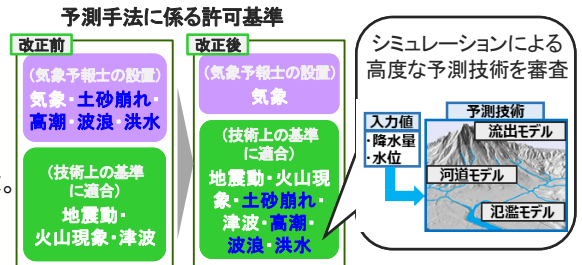 予測手法に係る許可基準
改正前
(気象予報士の設置)
気象・土砂崩れ・
高潮・波浪・洪水
(技術上の基準
に適合)
地震動・
火山現象・津波
改正後
(気象予報士の設置)
気象
(技術上の基準
に適合)
地震動・火山現
象・土砂崩れ・
津波・高潮・
波浪・洪水
シミュレーションによる
高度な予測技術を審査
入力値
・降水量
・水位
予測技術
流出モデル
河道モデル
氾濫モデル
。